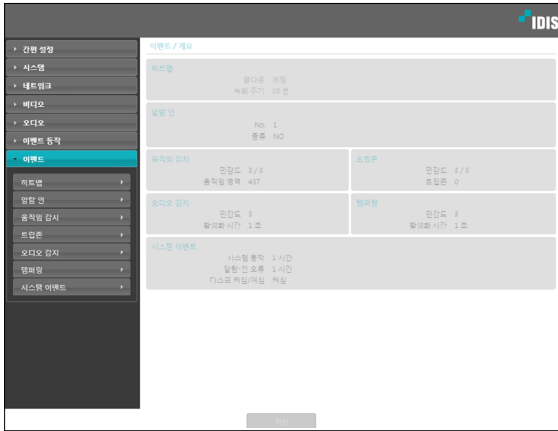 IDIS
간편 설정
시스템
네트워크
비디오
오디오
이벤트 동작
이벤트
히트맵
알람 인
움직임 감지
트립존
오디오 감지
탬퍼링
시스템 이벤트
이벤트 / 개요
히트맵
꺼짐
녹화 주기 10 분
알람 인
No. 1
종류 NO
움직임 감지
민감도 3 / 3
움직임 영역 437
트립존
민감도 3 / 3
트립존 0
오디오 감지
민감도 3
활성화 시간 1 초
탬퍼링
민감도 3
활성화 시간 1 초
시스템 이벤트
시스템 동작 1 시간
알람-인 오류 1 시간
디스크 켜짐/꺼짐 켜짐